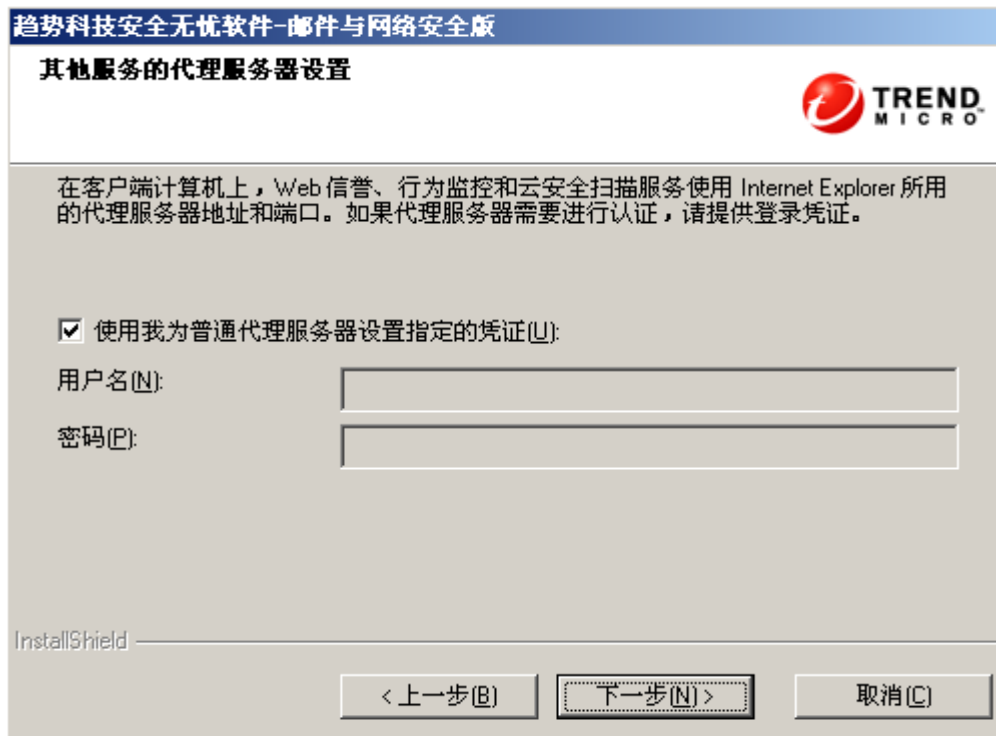 趋势科技安全无忧软件-邮件与网络安全版
其他服务的代理服务器设置
TREND
MICRO
在客户端计算机上，Web 信誉、行为监控和云安全扫描服务使用 Internet Explorer 所用
的代理服务器地址和端口。如果代理服务器需要进行认证，请提供登录凭证。
使用我为普通代理服务器设置指定的凭证(U):
用户名(N):
密码(P):
InstallShield
< 上一步(B)
下一步(N) >
取消(C)